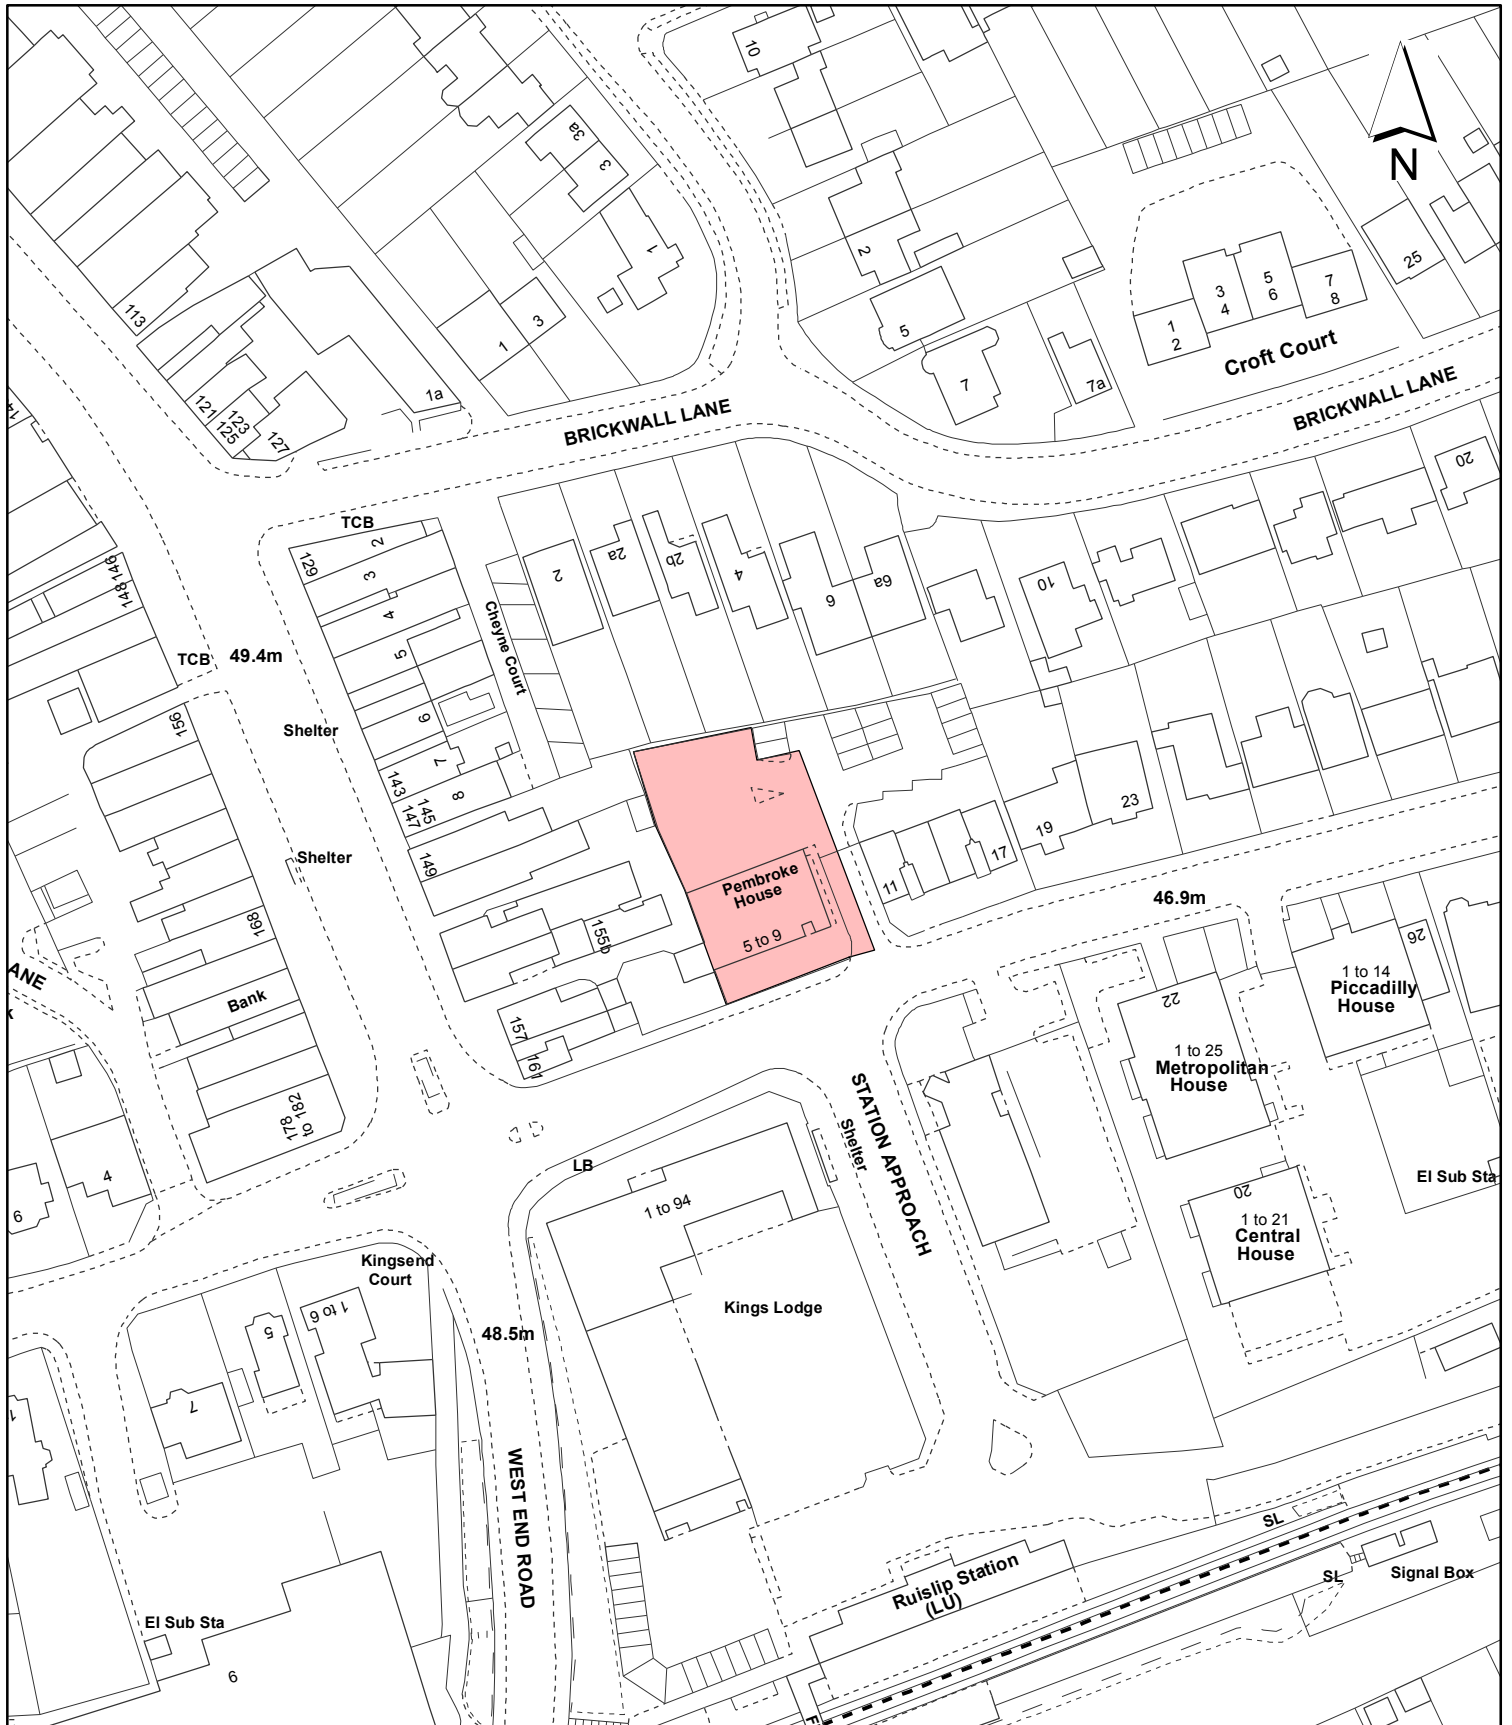 10
N
3a
3
1
2
25
3
4
5
6
7
8
1
2
Croft Court
113
3
1
5
7
7a
1a
121
123
125
127
BRICKWALL LANE
BRICKWALL LANE
20
TCB
129
2
3
4
5
6
7
8
Cheyne Court
2
2a
2b
4
6
6a
10
146
148
TCB
49.4m
156
Shelter
143
145
147
149
Shelter
Pembroke
House
5 to 9
11
17
19
23
46.9m
155b
168
Bank
157
161
26
1 to 14
Piccadilly
House
22
1 to 25
Metropolitan
House
178
to 182
4
9
LB
1 to 94
Shelter
STATION APPROACH
El Sub Sta
20
1 to 21
Central
House
Kingsend
Court
1 to 6
5
7
48.5m
Kings Lodge
WEST END ROAD
SL
Ruislip Station
(LU)
SL
Signal Box
El Sub Sta
6